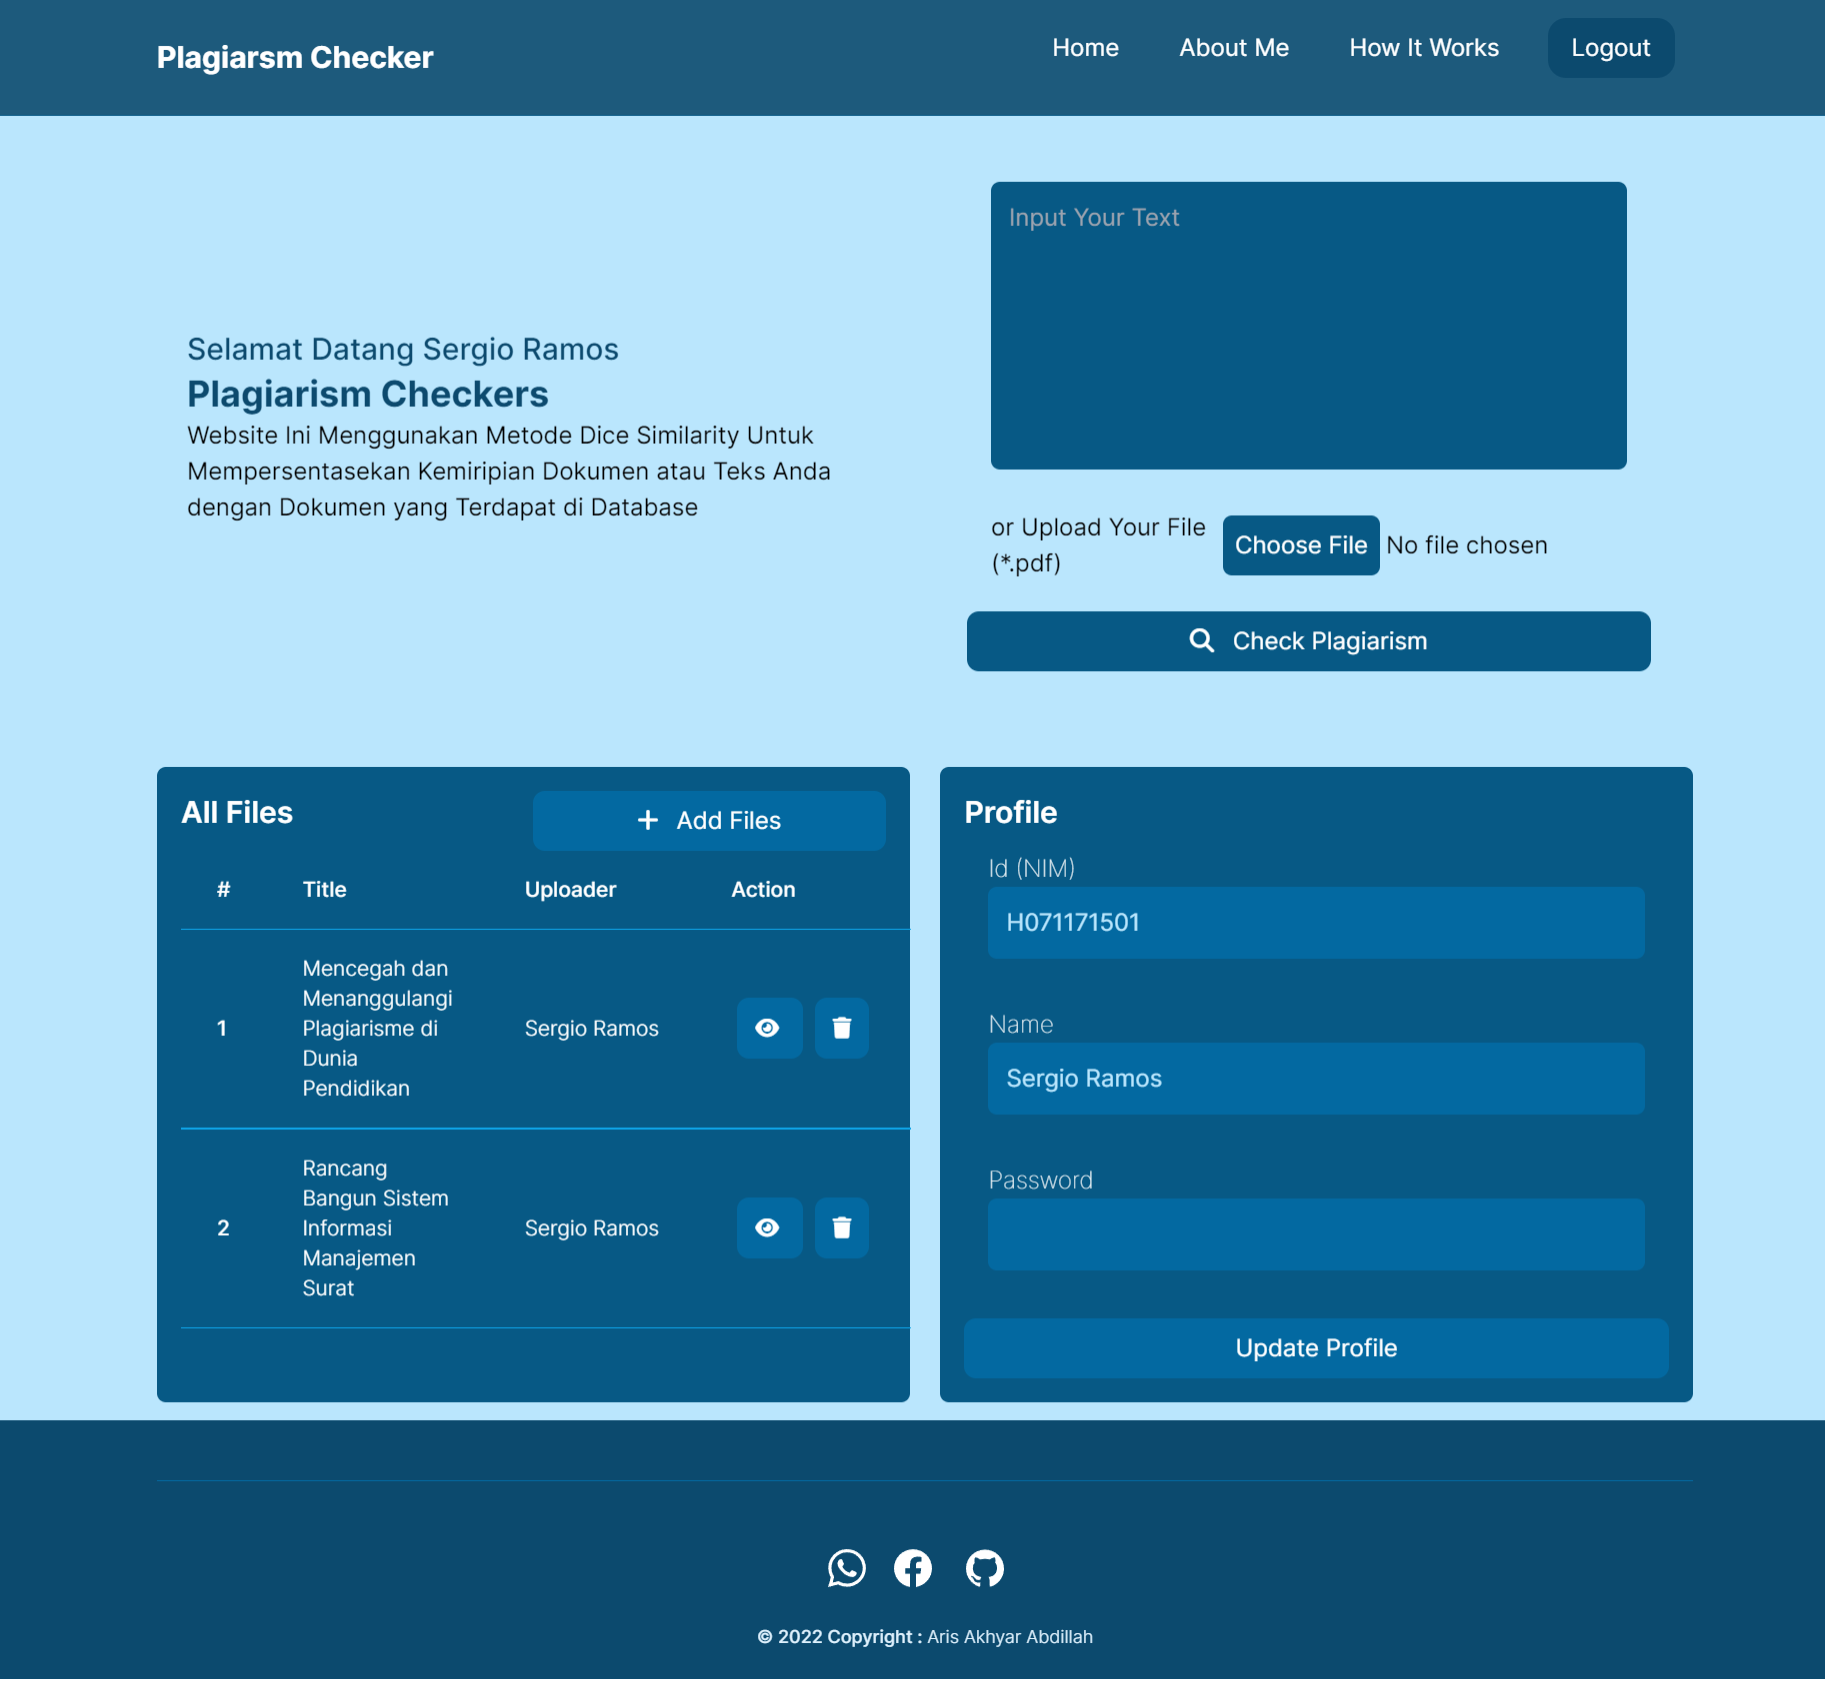 Plagiarsm Checker
Home
About Me
How It Works
Logout
Selamat Datang Sergio Ramos
Plagiarism Checkers
Website Ini Menggunakan Metode Dice Similarity Untuk
Mempersentasekan Kemiripian Dokumen atau Teks Anda
dengan Dokumen yang Terdapat di Database
Input Your Text
or Upload Your File
(*.pdf)
Choose File No file chosen
Check Plagiarism
All Files
Add Files
# Title Uploader Action
1
Mencegah dan
Menanggulangi
Plagiarisme di
Dunia
Pendidikan
Sergio Ramos
2
Rancang
Bangun Sistem
Informasi
Manajemen
Surat
Sergio Ramos
Profile
Id (NIM)
H071171501
Name
Sergio Ramos
Password
Update Profile
© 2022 Copyright : Aris Akhyar Abdillah